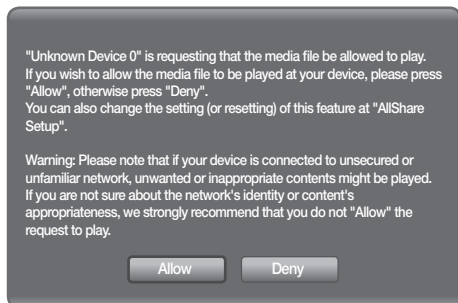 "Unknown Device 0" is requesting that the media file be allowed to play.
If you wish to allow the media file to be played at your device, please press
"Allow", otherwise press "Deny".
You can also change the setting (or resetting) of this feature at "AllShare
Setup".
Warning: Please note that if your device is connected to unsecured or
unfamiliar network, unwanted or inappropriate contents might be played.
If you are not sure about the network's identity or content's
appropriateness, we strongly recommend that you do not "Allow" the
request to play.
Allow Deny